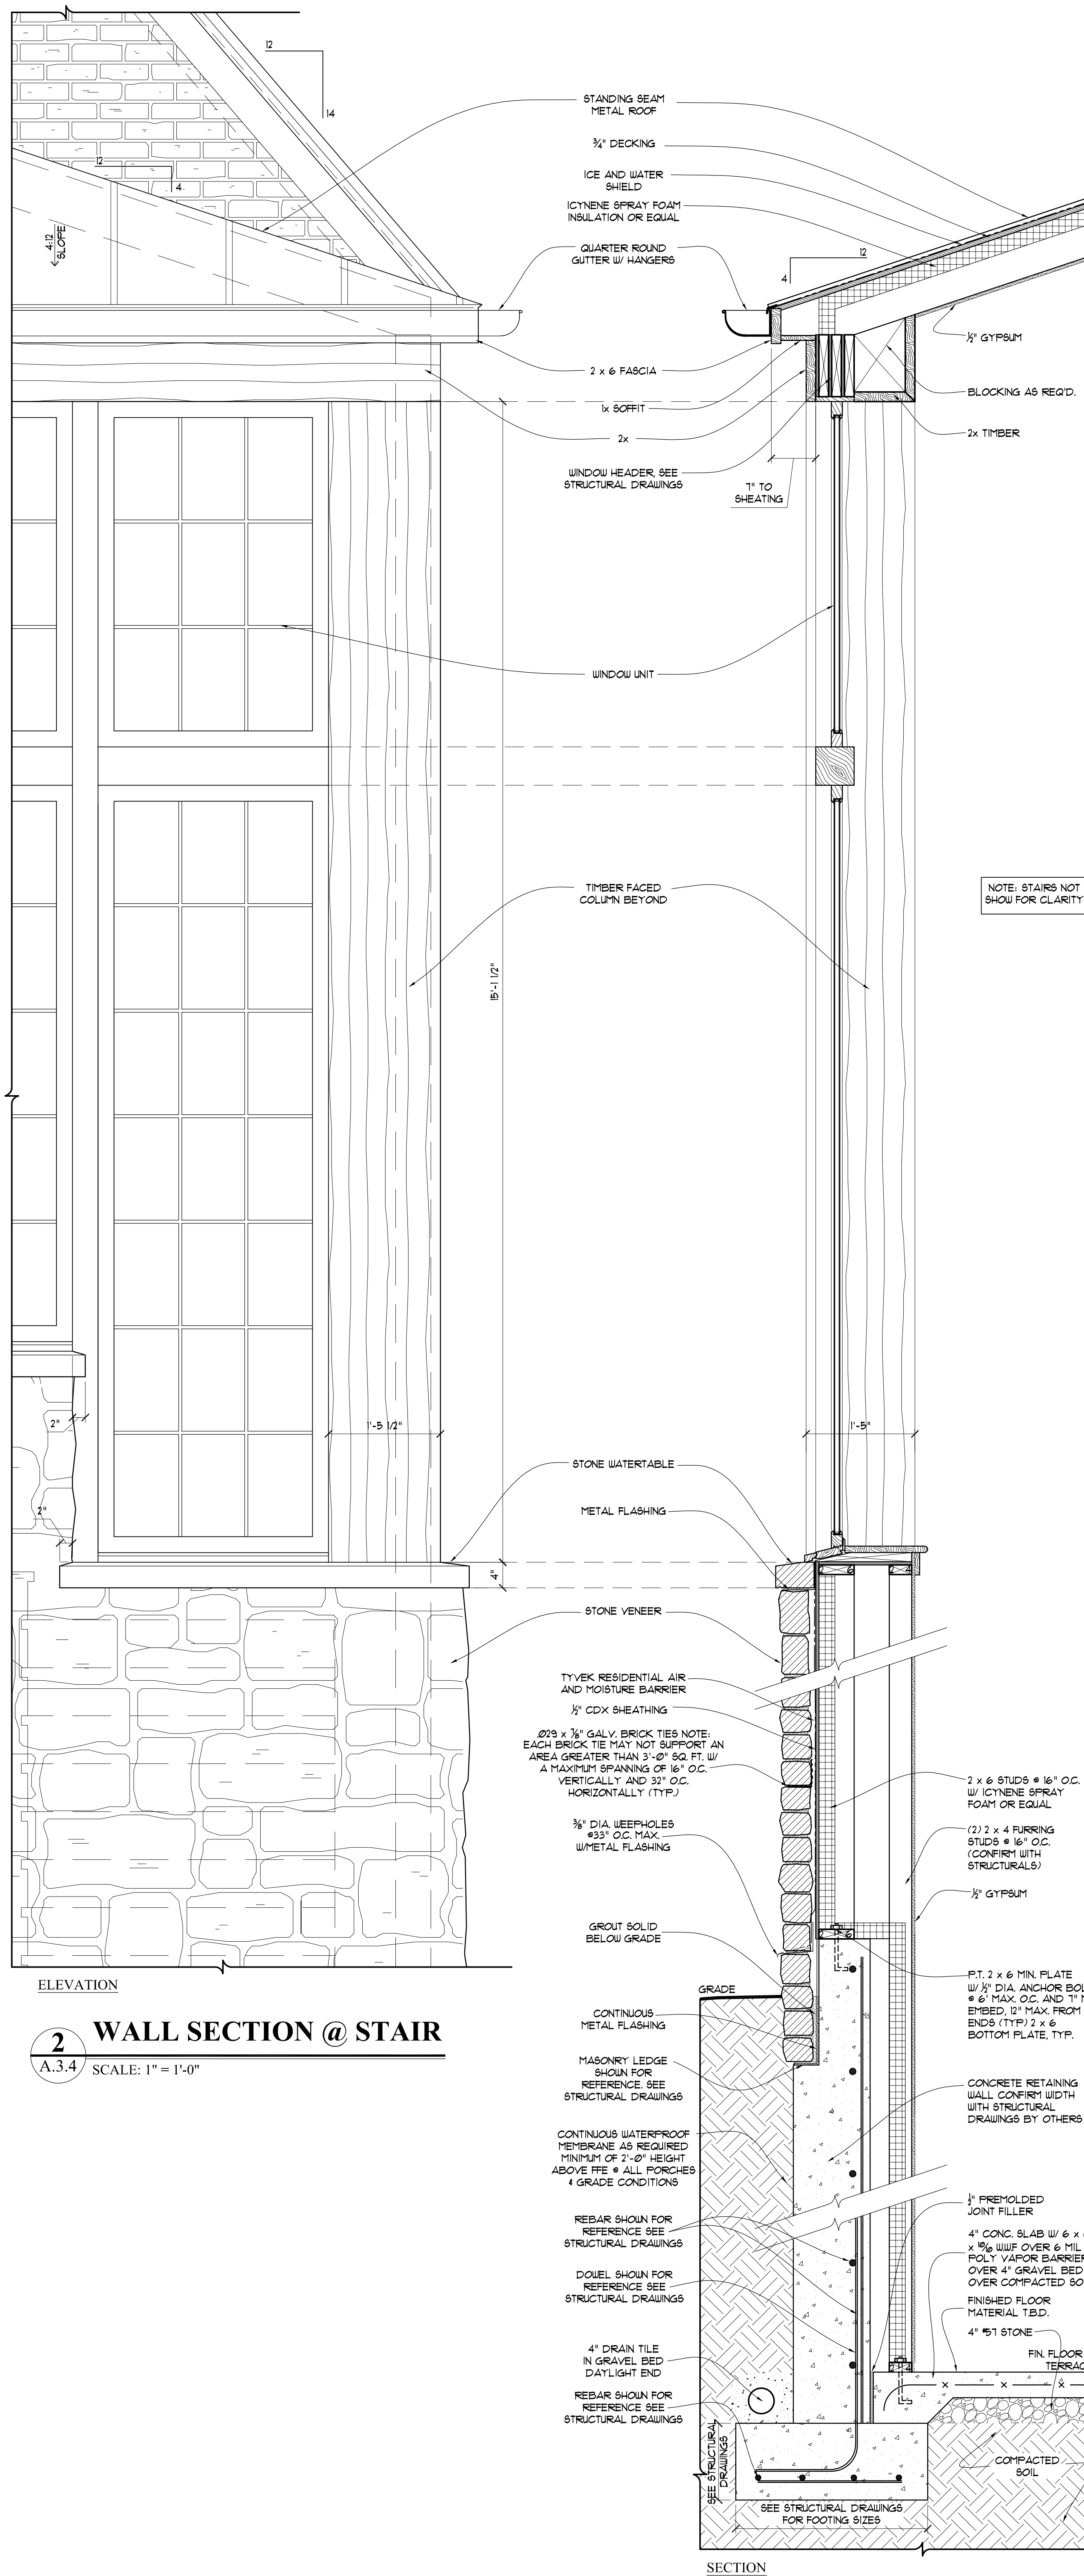 12
14
12
4
4:12
SLOPE
STANDING SEAM
METAL ROOF
3/4" DECKING
ICE AND WATER
SHIELD
ICYNENE SPRAY FOAM
INSULATION OR EQUAL
QUARTER ROUND
GUTTER W/ HANGERS
12
4
1/2" GYPSUM
2 x 6 FASCIA
BLOCKING AS REQ'D.
1x SOFFIT
2x
2x TIMBER
WINDOW HEADER, SEE
STRUCTURAL DRAWINGS
7" TO
SHEATING
WINDOW UNIT
TIMBER FACED
COLUMN BEYOND
NOTE: STAIRS NOT
SHOW FOR CLARITY
15'-1 1/2"
2"
1'-5 1/2"
1'-5"
STONE WATERTABLE
METAL FLASHING
2"
4"
6
2 4
STONE VENEER
TYVEK RESIDENTIAL AIR
AND MOISTURE BARRIER
1/2" CDX SHEATHING
.029 x 7/8" GALV. BRICK TIES NOTE:
EACH BRICK TIE MAY NOT SUPPORT AN
AREA GREATER THAN 3'-0" SQ. FT. W/
A MAXIMUM SPANNING OF 16" O.C.
VERTICALLY AND 32" O.C.
HORIZONTALLY (TYP.)
2 x 6 STUDS @ 16" O.C.
W/ ICYNENE SPRAY
FOAM OR EQUAL
3/8" DIA. WEEPHOLES
@33" O.C. MAX.
W/METAL FLASHING
(2) 2 x 4 FURRING
STUDS @ 16" O.C.
(CONFIRM WITH
STRUCTURALS)
1/2" GYPSUM
GROUT SOLID
BELOW GRADE
2 6
P.T. 2 x 6 MIN. PLATE
W/ 1/2" DIA. ANCHOR
@ 6' MAX. O.C. AND 7"
EMBED, 12" MAX. FROM
ENDS (TYP) 2 x 6
BOTTOM PLATE, TYP.
ELEVATION
GRADE
2
A.3.4
WALL SECTION @ STAIR
SCALE: 1" = 1'-0"
CONTINUOUS
METAL FLASHING
MASONRY LEDGE
SHOWN FOR
REFERENCE. SEE
STRUCTURAL DRAWINGS
CONCRETE RETAINING
WALL CONFIRM WIDTH
WITH STRUCTURAL
DRAWINGS BY OTHERS
CONTINUOUS WATERPROOF
MEMBRANE AS REQUIRED
MINIMUM OF 2'-0" HEIGHT
ABOVE FFE @ ALL PORCHES
& GRADE CONDITIONS
1/2" PREMOLDED
JOINT FILLER
REBAR SHOWN FOR
REFERENCE SEE
STRUCTURAL DRAWINGS
4" CONC. SLAB W/ 6 x
x 10/10 W.W.F OVER 6 MIL
POLY VAPOR BARRIER
OVER 4" GRAVEL BED
OVER COMPACTED
DOWEL SHOWN FOR
REFERENCE SEE
STRUCTURAL DRAWINGS
FINISHED FLOOR
MATERIAL T.B.D.
4" #57 STONE
FIN. FLOOR
4" DRAIN TILE
IN GRAVEL BED
DAYLIGHT END
2 4
REBAR SHOWN FOR
REFERENCE SEE
STRUCTURAL DRAWINGS
SEE STRUCTURAL
DRAWINGS
COMPACTED
SOIL
SEE STRUCTURAL DRAWINGS
FOR FOOTING SIZES
SECTION